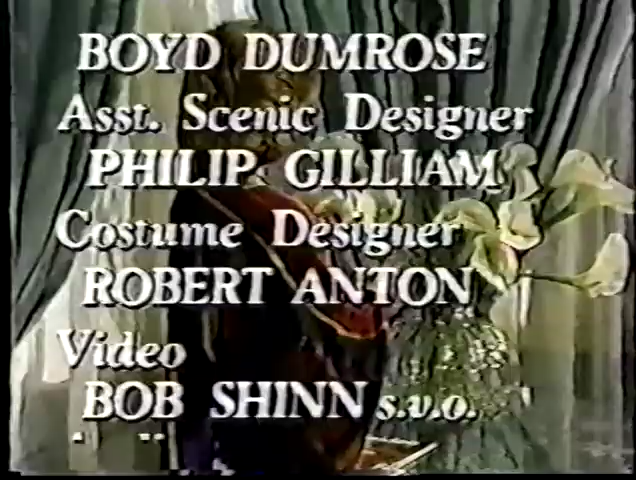 BOYD DUMROSE
Asst. Scenic Designer
PHILIP GILLIAM
Costume Designer
ROBERT ANTON
Video
BOB SHINN s.v.o.